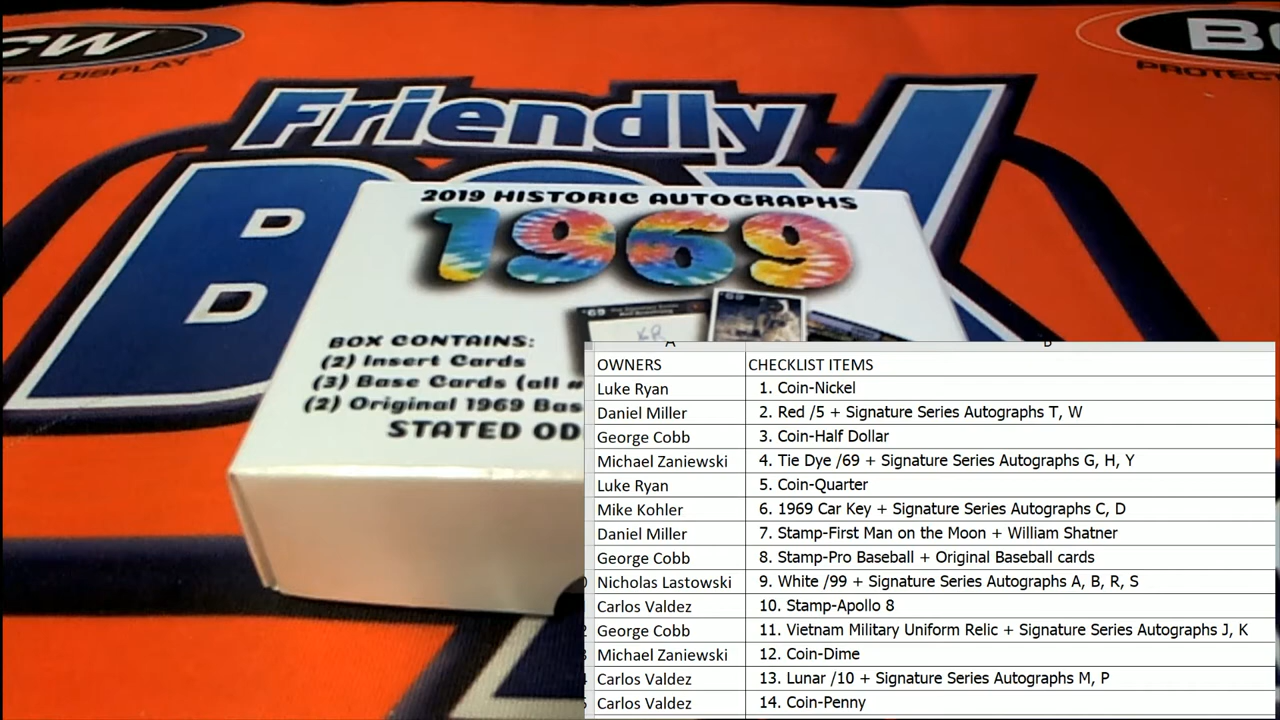 CW
E · DISPLAY
PROTEC
Friendly
BOX
2019 HISTORIC AUTOGRAPHS
1969
'69
'69
BOX CONTAINS:
(2) Insert Cards
(3) Base Cards (all
(2) Original 1969 Bas
STATED OD
OWNERS CHECKLIST ITEMS
Luke Ryan 1. Coin-Nickel
Daniel Miller 2. Red /5 + Signature Series Autographs T, W
George Cobb 3. Coin-Half Dollar
Michael Zaniewski 4. Tie Dye /69 + Signature Series Autographs G, H, Y
Luke Ryan 5. Coin-Quarter
Mike Kohler 6. 1969 Car Key + Signature Series Autographs C, D
Daniel Miller 7. Stamp-First Man on the Moon + William Shatner
George Cobb 8. Stamp-Pro Baseball + Original Baseball cards
Nicholas Lastowski 9. White /99 + Signature Series Autographs A, B, R, S
Carlos Valdez 10. Stamp-Apollo 8
George Cobb 11. Vietnam Military Uniform Relic + Signature Series Autographs J, K
Michael Zaniewski 12. Coin-Dime
Carlos Valdez 13. Lunar /10 + Signature Series Autographs M, P
Carlos Valdez 14. Coin-Penny